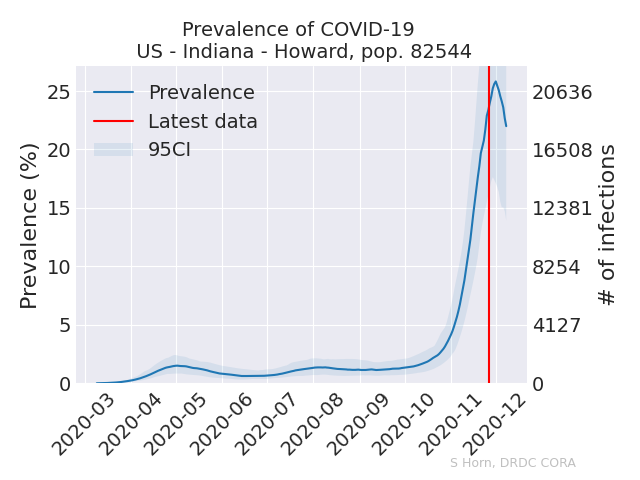 Prevalence of COVID-19
US - Indiana - Howard, pop. 82544
Prevalence
Latest data
95CI
Prevalence (%)
25
20
15
10
5
0
20636
16508
12381
8254
4127
0
# of infections
2020-03
2020-04
2020-05
2020-06
2020-07
2020-08
2020-09
2020-10
2020-11
2020-12
S Horn, DRDC CORA